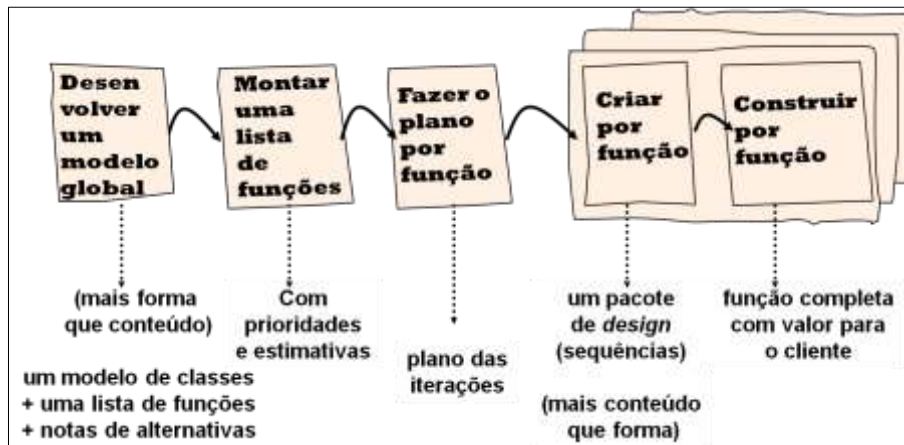 Desen
volver
um
modelo
global
Montar
uma
lista
de
funções
Fazer o
plano
por
função
Criar
por
função
Construir
por
função
(mais forma
que conteúdo)
um modelo de classes
+ uma lista de funções
+ notas de alternativas
Com
prioridades
e estimativas
plano das
iterações
um pacote
de design
(sequências)
(mais conteúdo
que forma)
função completa
com valor para
o cliente